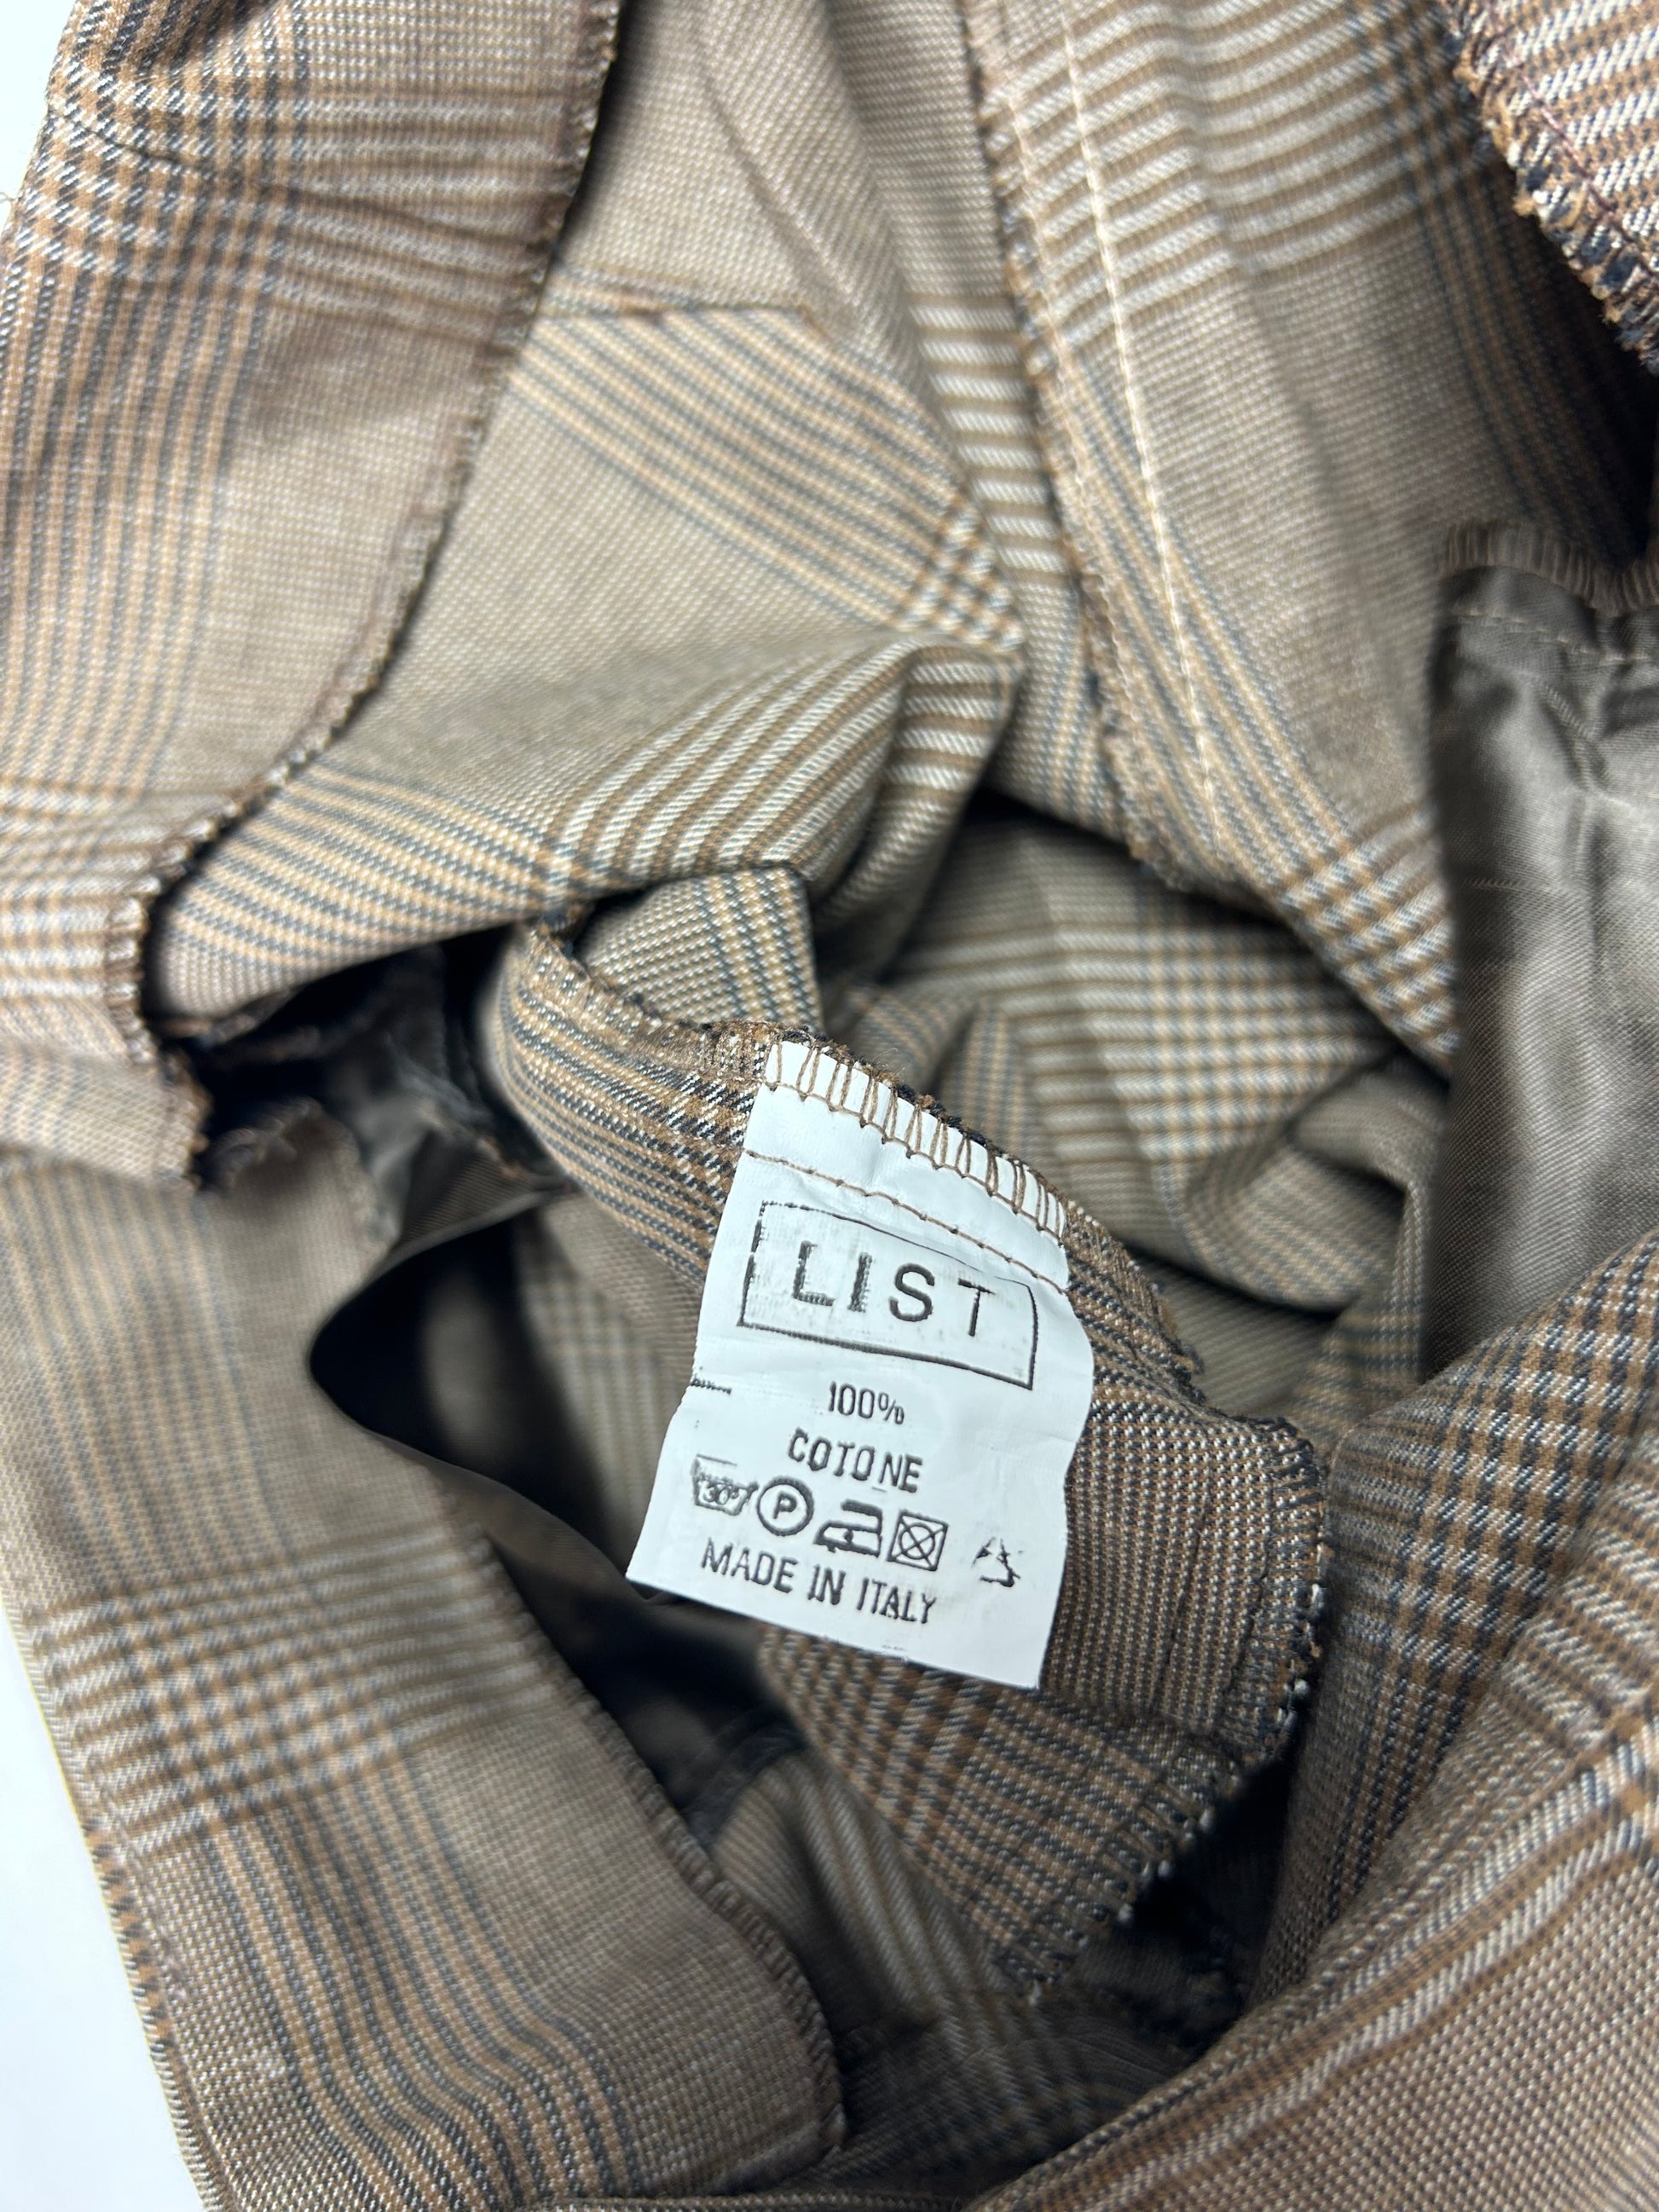 LIST
100%
COTONE
30° P
MADE IN ITALY